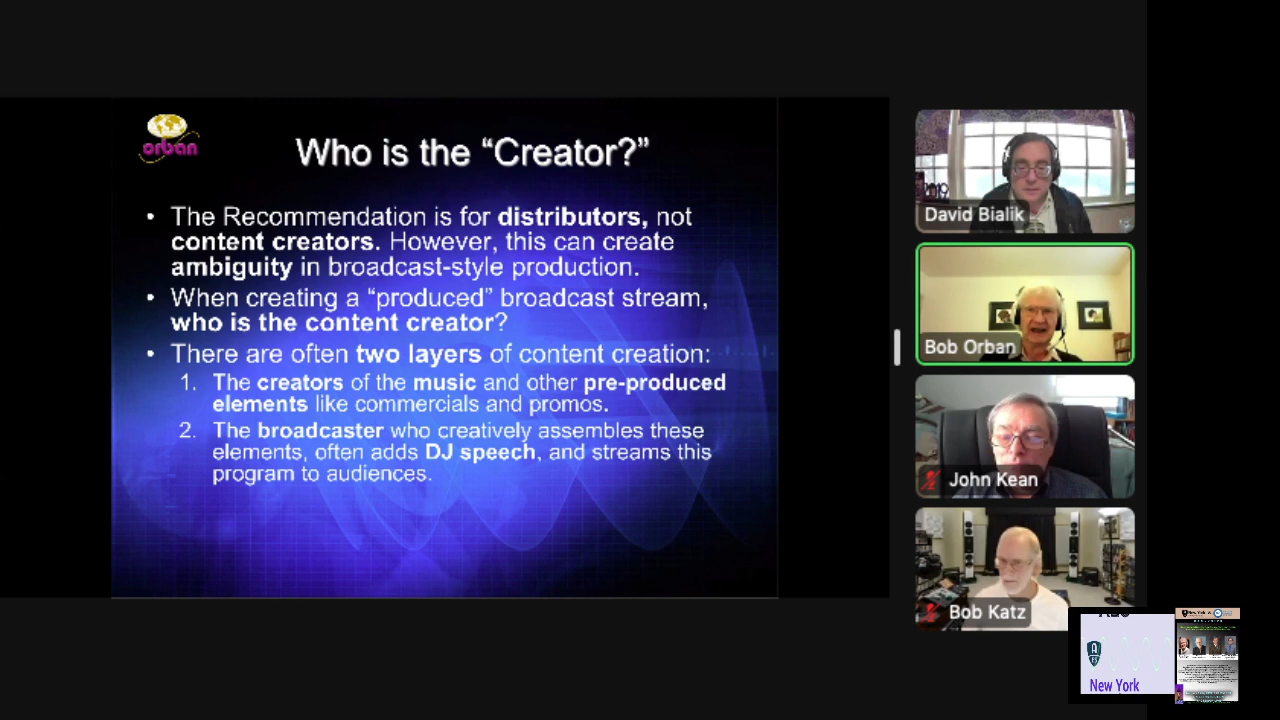 orban
Who is the “Creator?”
• The Recommendation is for distributors, not
content creators. However, this can create
ambiguity in broadcast-style production.
• When creating a “produced” broadcast stream,
who is the content creator?
• There are often two layers of content creation:
1. The creators of the music and other pre-produced
elements like commercials and promos.
2. The broadcaster who creatively assembles these
elements, often adds DJ speech, and streams this
program to audiences.
David Bialik
Bob Orban
John Kean
Bob Katz
New York